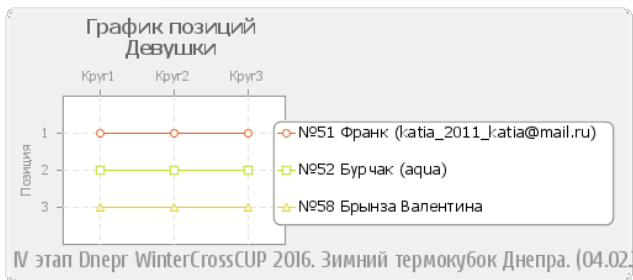 График позиций
Девушки
Круг1 Круг2 Круг3
Позиция
1
2
3
№51 Франк (katia_2011_katia@mail.ru)
№52 Бурчак (aqua)
№58 Брынза Валентина
IV этап Dnepr WinterCrossCUP 2016. Зимний термокубок Днепра. (04.02.